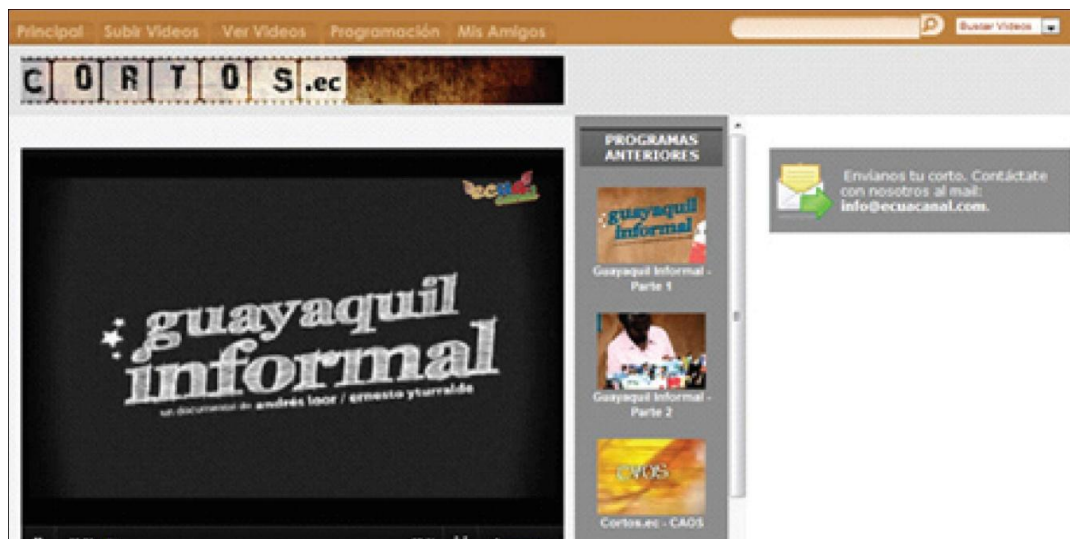 Principal Subir Videos Ver Videos Programación Mis Amigos
Buscar Videos
CORTOS.ec
ecua
guayaquil
informal
un documental de andrés loor / ernesto yturralde
PROGRAMAS
ANTERIORES
guayaquil
informal
Guayaquil Informal -
Parte 1
Guayaquil Informal -
Parte 2
CAOS
Cortos.ec - CAOS
Envíanos tu corto. Contáctate
con nosotros al mail:
info@ecuacanal.com.